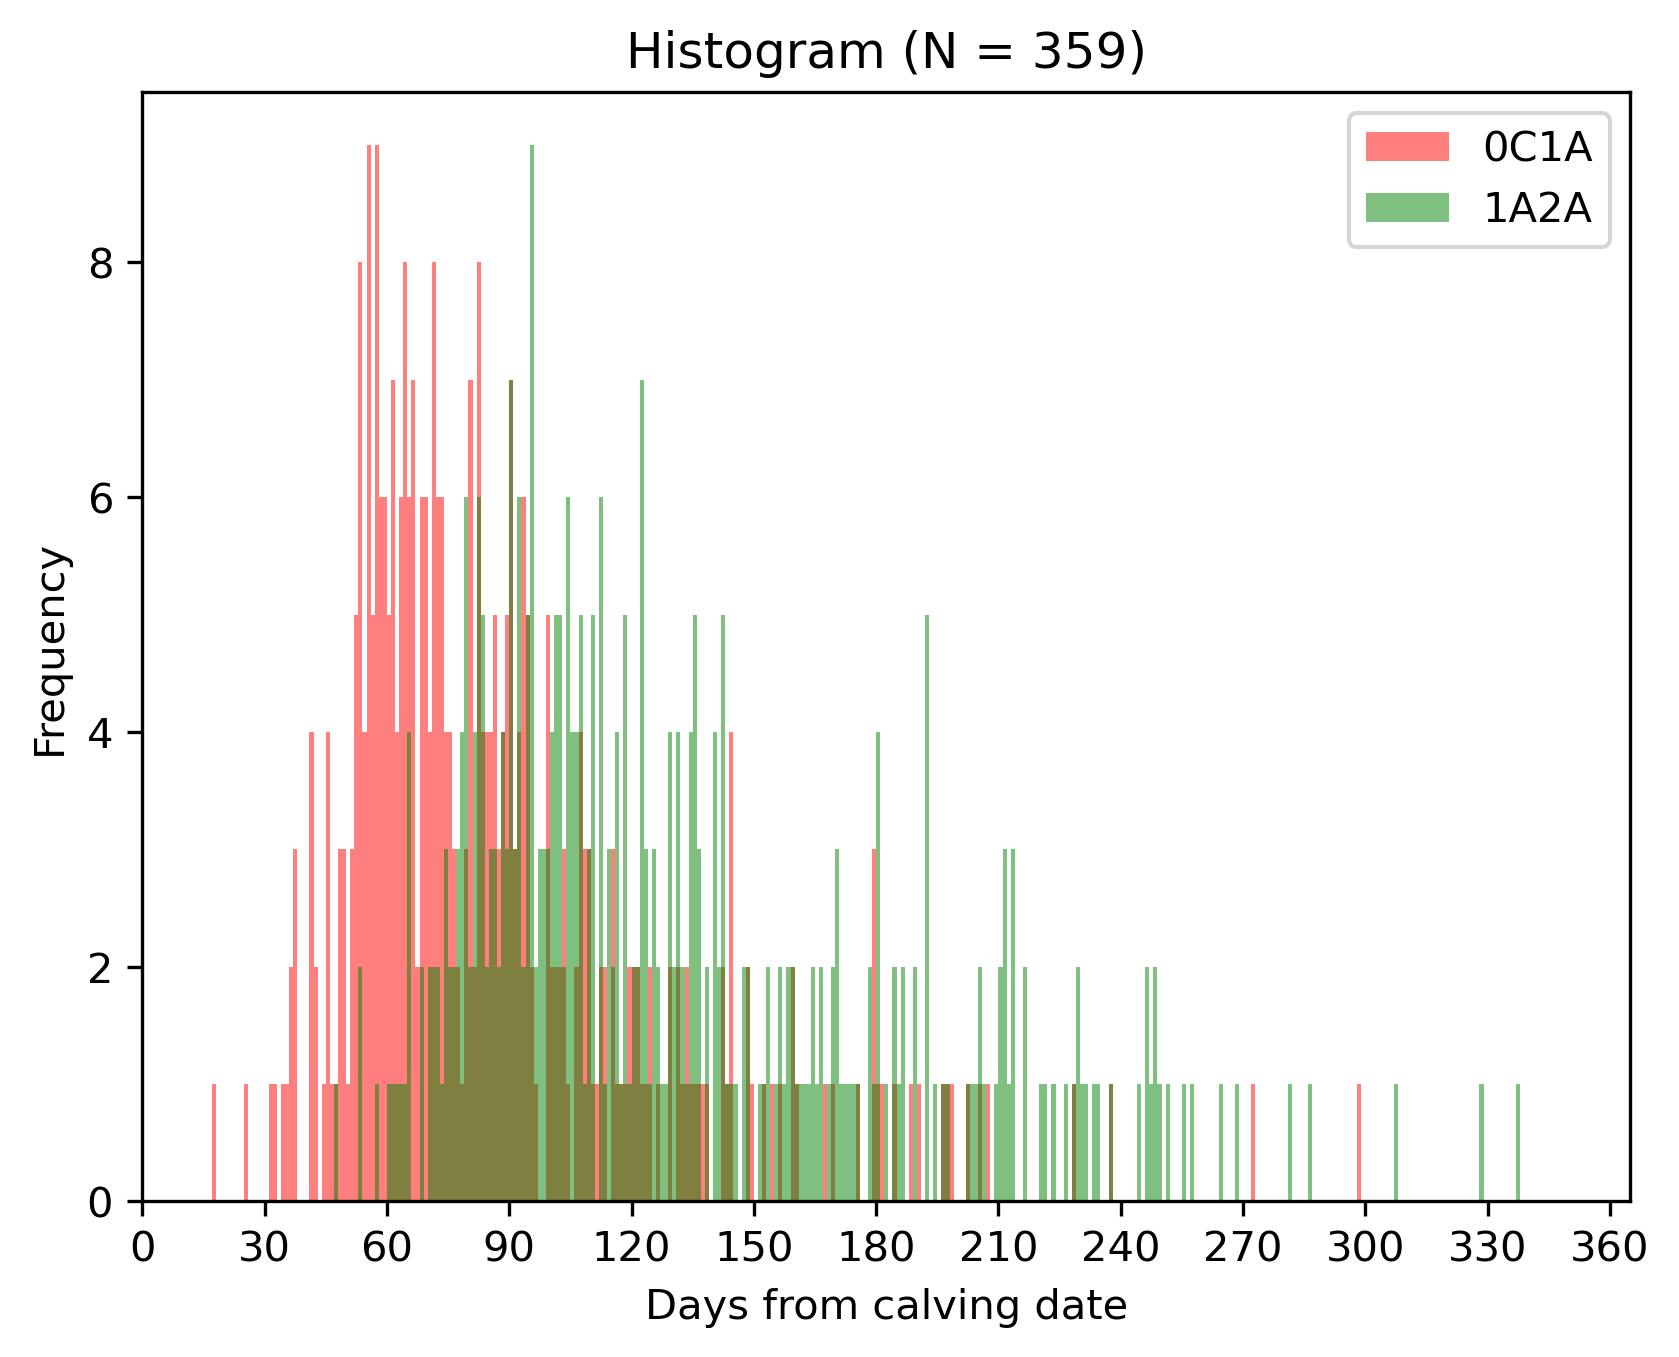 Histogram (N = 359)
0C1A
1A2A
Frequency
8
6
4
2
0
0 30 60 90 120 150 180 210 240 270 300 330 360
Days from calving date